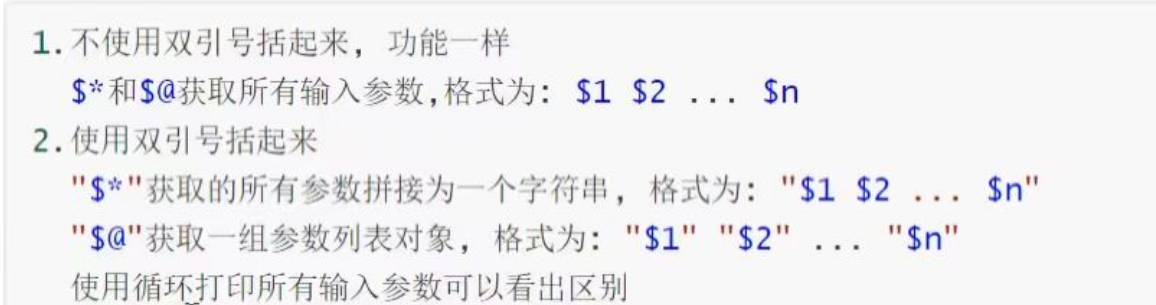 1.不使用双引号括起来, 功能一样
$*和$@获取所有输入参数,格式为: $1 $2 ... $n
2.使用双引号括起来
"$*"获取的所有参数拼接为一个字符串, 格式为: "$1 $2 ... $n"
"$@"获取一组参数列表对象, 格式为: "$1" "$2" ... "$n"
使用循环打印所有输入参数可以看出区别